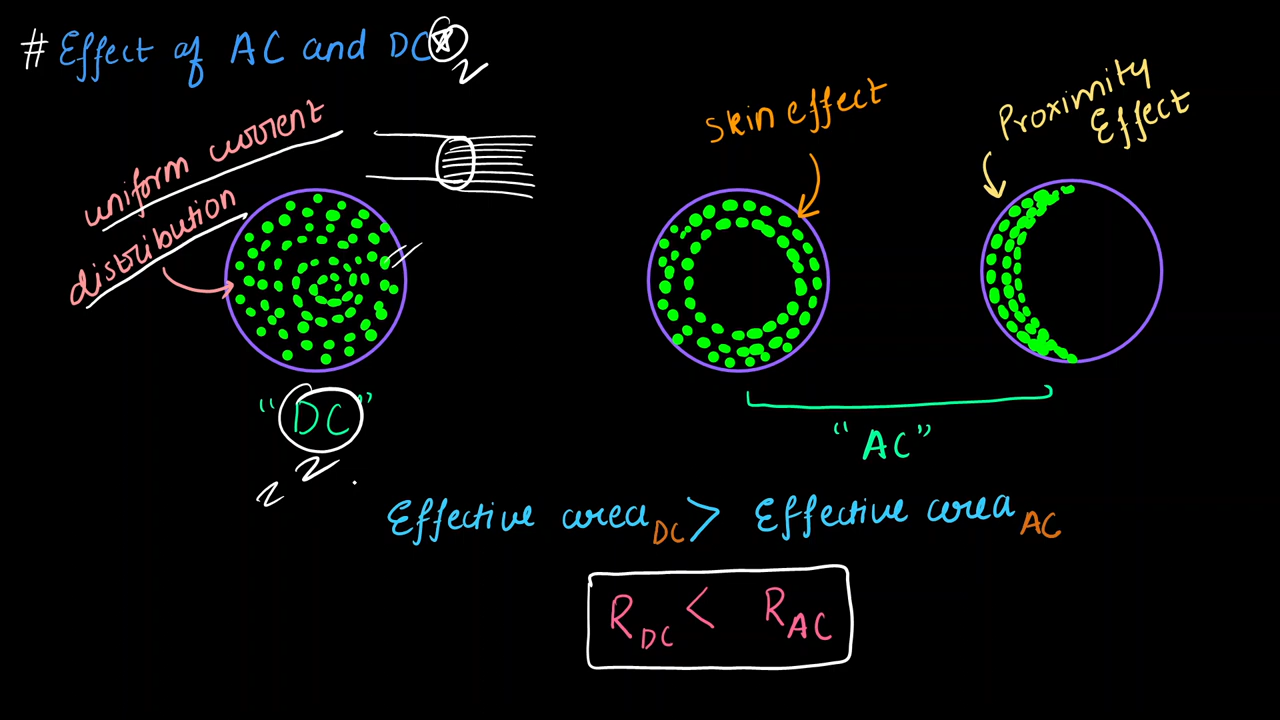 # Effect of AC and DC
uniform current
distribution
skin effect
Proximity
Effect
"DC"
"AC"
Effective area DC > Effective area AC
R DC < R AC